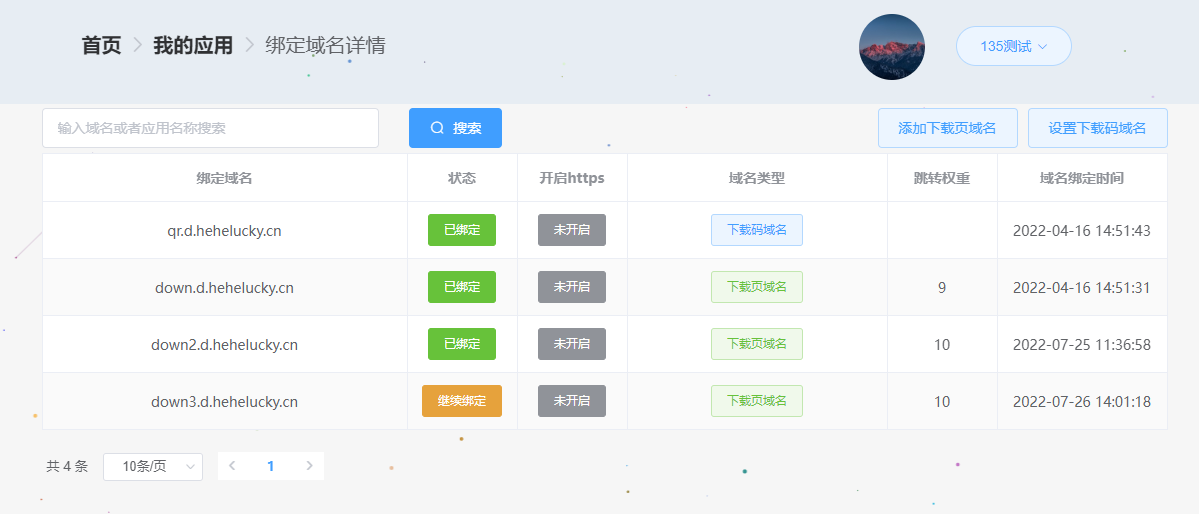 首页 > 我的应用 > 绑定域名详情
135测试
输入域名或者应用名称搜索
搜索
添加下载页域名
设置下载码域名
绑定域名 状态 开启https 域名类型 跳转权重 域名绑定时间
qr.d.hehelucky.cn 已绑定 未开启 下载码域名 2022-04-16 14:51:43
down.d.hehelucky.cn 已绑定 未开启 下载页域名 9 2022-04-16 14:51:31
down2.d.hehelucky.cn 已绑定 未开启 下载页域名 10 2022-07-25 11:36:58
down3.d.hehelucky.cn 继续绑定 未开启 下载页域名 10 2022-07-26 14:01:18
共 4 条 10条/页 1